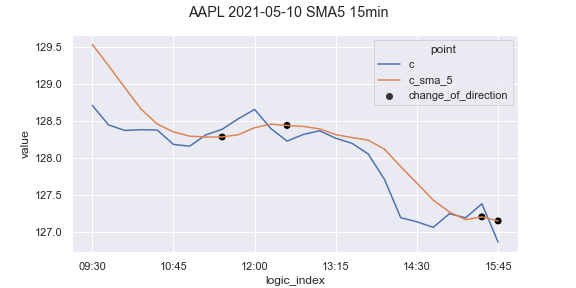 AAPL 2021-05-10 SMA5 15min
point
c
c_sma_5
change_of_direction
129.5
129.0
128.5
128.0
127.5
127.0
value
09:30 10:45 12:00 13:15 14:30 15:45
logic_index